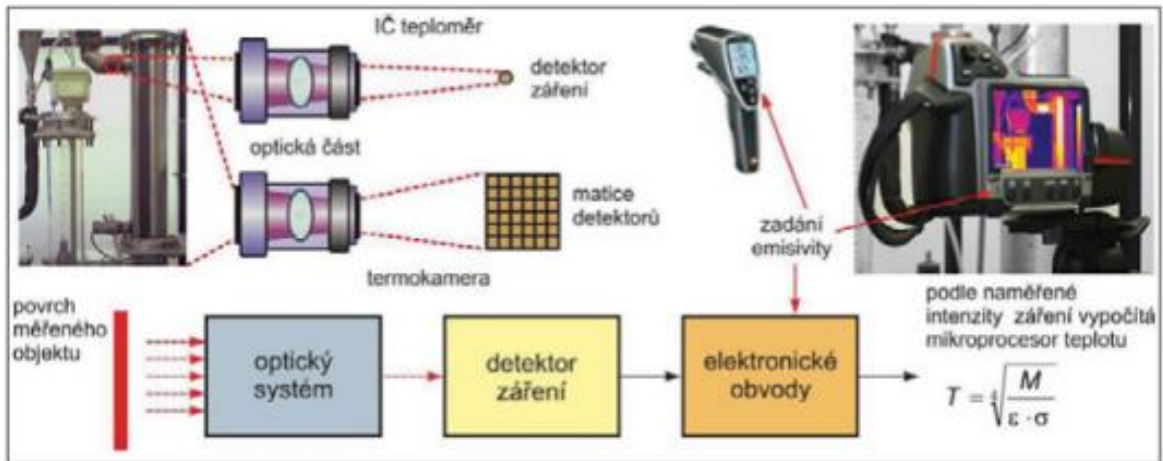 IČ teploměr
detektor
záření
optická část
matice
detektorů
termokamera
zadání
emisivity
povrch
měřeného
objektu
optický
systém
detektor
záření
elektronické
obvody
podle naměřené
intenzity záření vypočítá
mikroprocesor teplotu
T = ∜(M / (ε · σ))